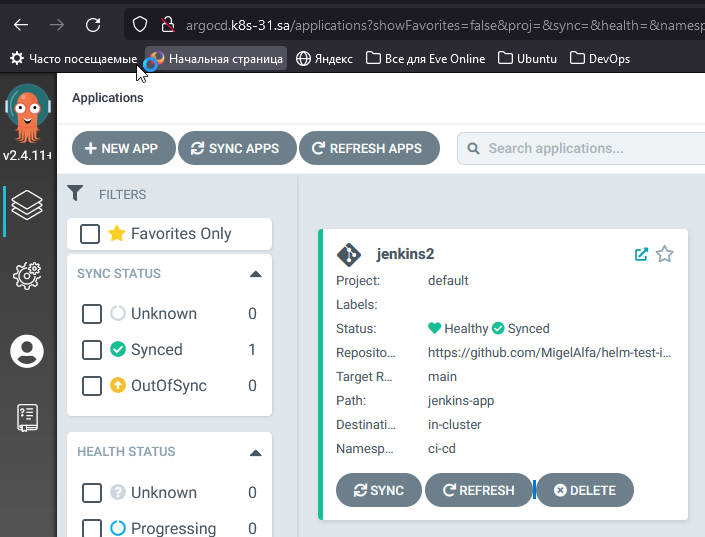 argocd.k8s-31.sa/applications?showFavorites=false&proj=&sync=&health=&namesp
Часто посещаемые Начальная страница Яндекс Все для Eve Online Ubuntu DevOps
Applications
v2.4.11+
NEW APP SYNC APPS REFRESH APPS Search applications...
FILTERS
Favorites Only
SYNC STATUS
Unknown 0
Synced 1
OutOfSync 0
HEALTH STATUS
Unknown 0
Progressing 0
jenkins2
Project: default
Labels:
Status: Healthy Synced
Reposito... https://github.com/MigelAlfa/helm-test-i...
Target R... main
Path: jenkins-app
Destinati... in-cluster
Namesp... ci-cd
SYNC REFRESH DELETE